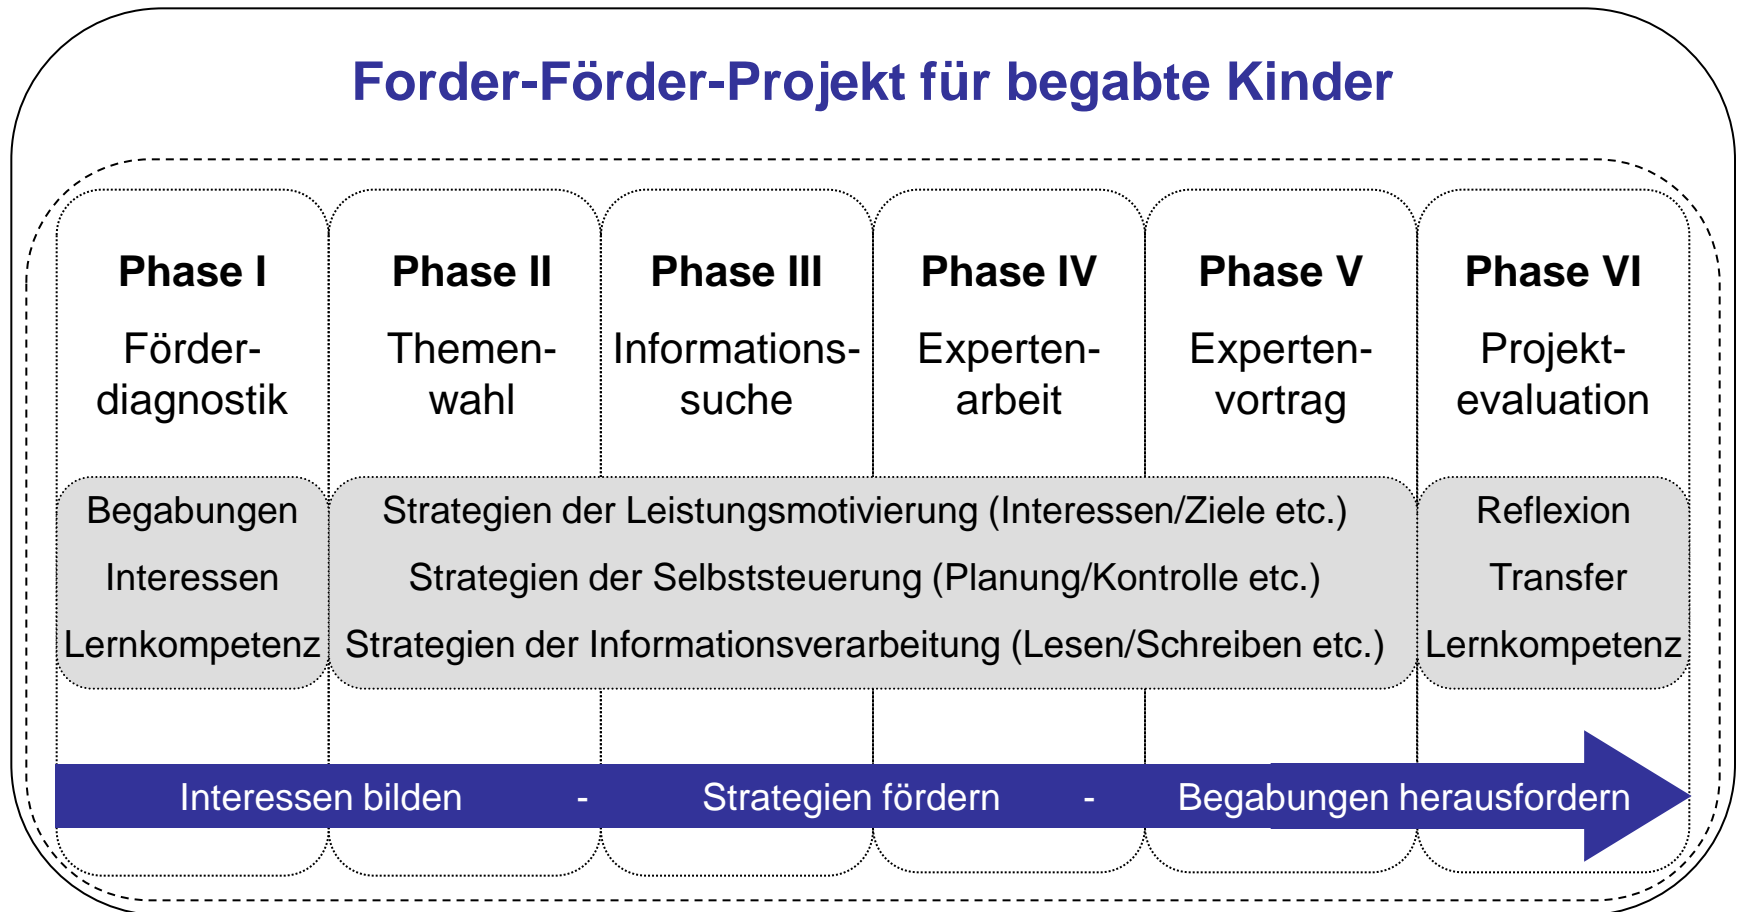 Forder-Förder-Projekt für begabte Kinder
Phase I
Förder-
diagnostik
Phase II
Themen-
wahl
Phase III
Informations-
suche
Phase IV
Experten-
arbeit
Phase V
Experten-
vortrag
Phase VI
Projekt-
evaluation
Begabungen
Interessen
Lernkompetenz
Strategien der Leistungsmotivierung (Interessen/Ziele etc.)
Strategien der Selbststeuerung (Planung/Kontrolle etc.)
Strategien der Informationsverarbeitung (Lesen/Schreiben etc.)
Reflexion
Transfer
Lernkompetenz
Interessen bilden - Strategien fördern - Begabungen herausfordern